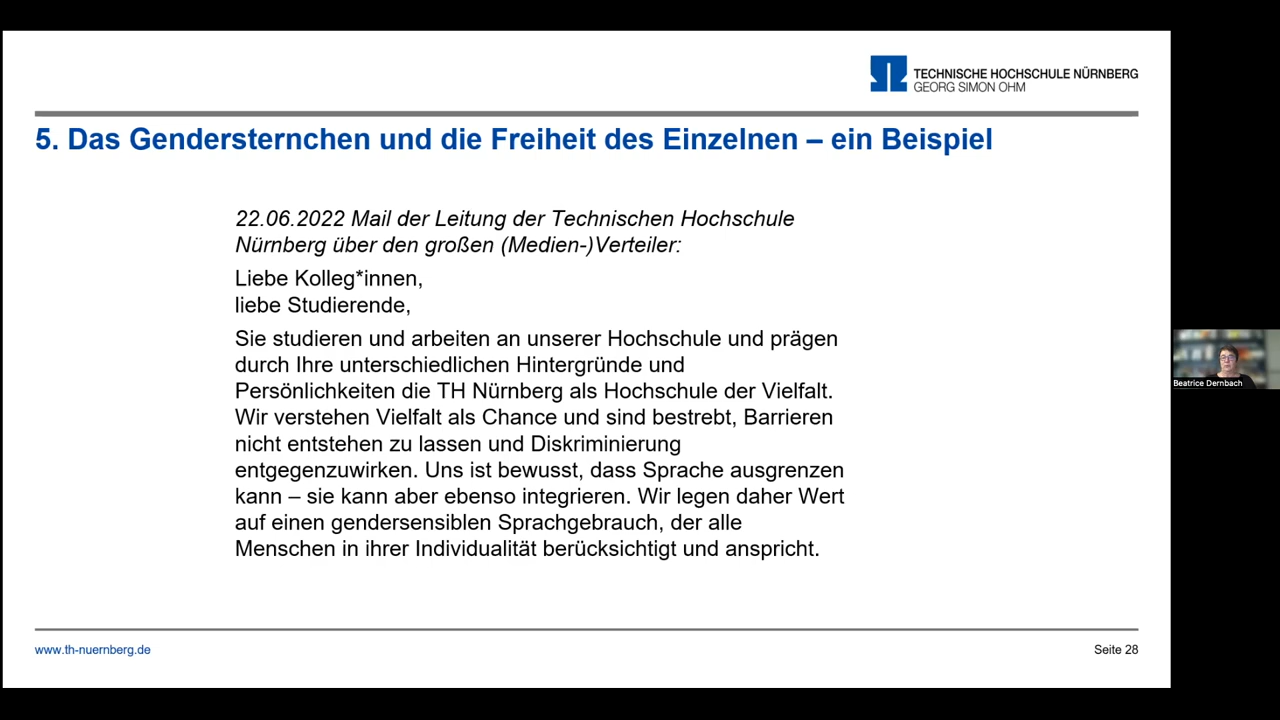 TECHNISCHE HOCHSCHULE NÜRNBERG
GEORG SIMON OHM
5. Das Gendersternchen und die Freiheit des Einzelnen – ein Beispiel
22.06.2022 Mail der Leitung der Technischen Hochschule
Nürnberg über den großen (Medien-)Verteiler:
Liebe Kolleg*innen,
liebe Studierende,
Sie studieren und arbeiten an unserer Hochschule und prägen
durch Ihre unterschiedlichen Hintergründe und
Persönlichkeiten die TH Nürnberg als Hochschule der Vielfalt.
Wir verstehen Vielfalt als Chance und sind bestrebt, Barrieren
nicht entstehen zu lassen und Diskriminierung
entgegenzuwirken. Uns ist bewusst, dass Sprache ausgrenzen
kann – sie kann aber ebenso integrieren. Wir legen daher Wert
auf einen gendersensiblen Sprachgebrauch, der alle
Menschen in ihrer Individualität berücksichtigt und anspricht.
Beatrice Dernbach
www.th-nuernberg.de
Seite 28